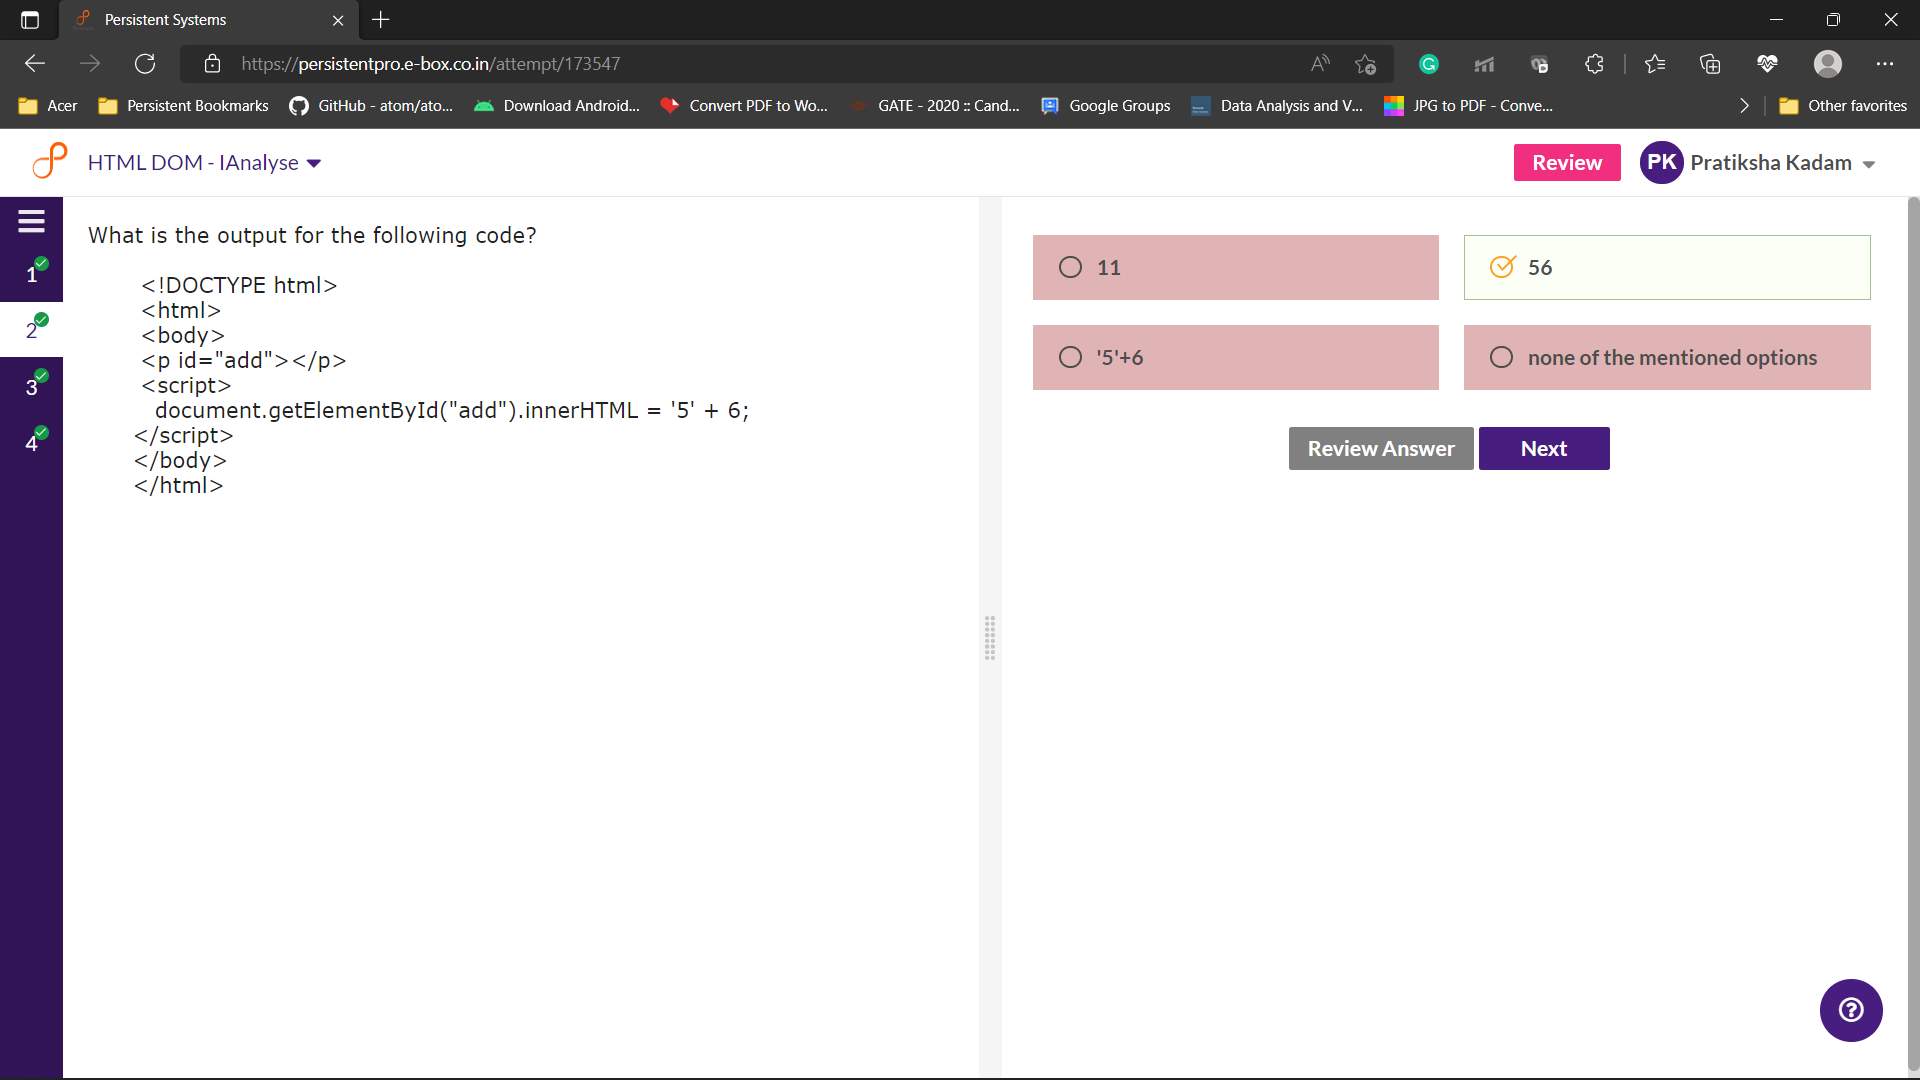 Persistent Systems
https://persistentpro.e-box.co.in/attempt/173547
Acer
Persistent Bookmarks
GitHub - atom/ato...
Download Android...
Convert PDF to Wo...
GATE - 2020 :: Cand...
Google Groups
Data Analysis and V...
JPG to PDF - Conve...
Other favorites
HTML DOM - IAnalyse
Review
PK
Pratiksha Kadam
1
2
3
4
What is the output for the following code?
<!DOCTYPE html>
<html>
<body>
<p id="add"></p>
<script>
document.getElementById("add").innerHTML = '5' + 6;
</script>
</body>
</html>
11
56
'5'+6
none of the mentioned options
Review Answer
Next